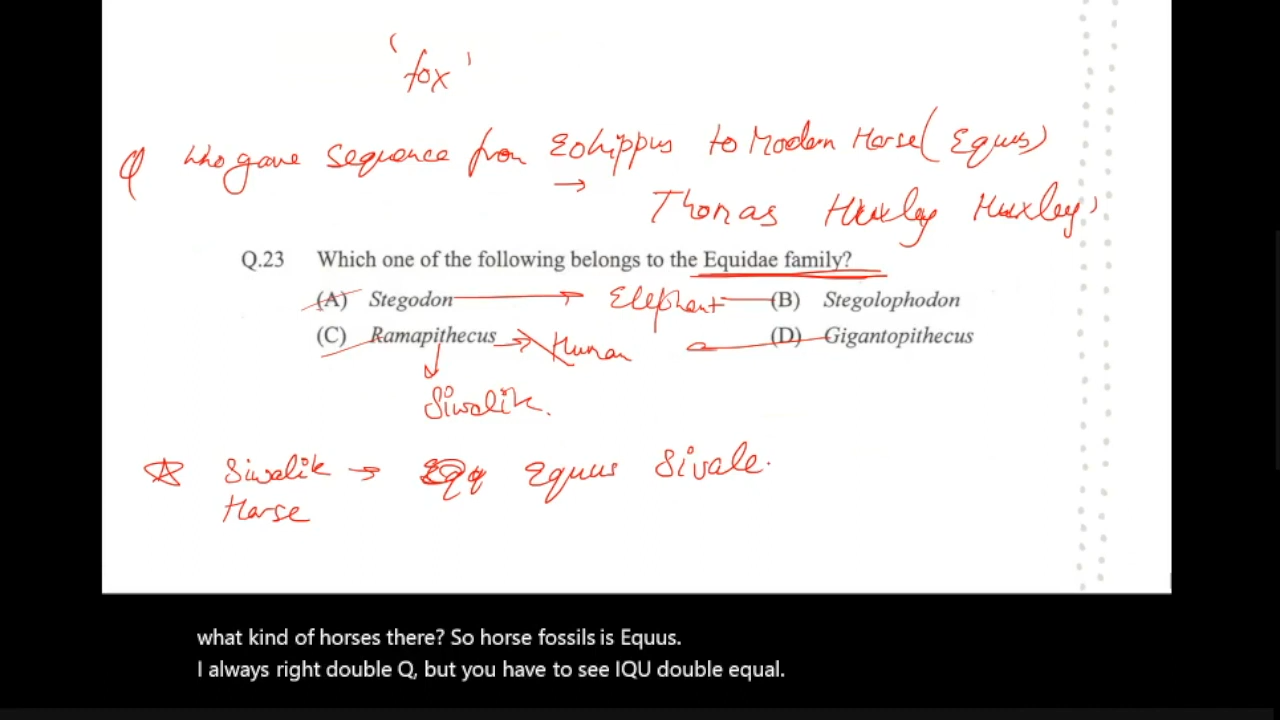 'fox'
Q who gave sequence from Eohippus to Modern Horse (Equus)
→ Thomas Huxley Huxley'
Q.23 Which one of the following belongs to the Equidae family?
(A) Stegodon → Elephant (B) Stegolophodon
(C) Ramapithecus → Human (D) Gigantopithecus
Siwalik.
☆ Siwalik → Equus Sivale.
Horse
what kind of horses there? So horse fossils is Equus.
I always right double Q, but you have to see IQU double equal.